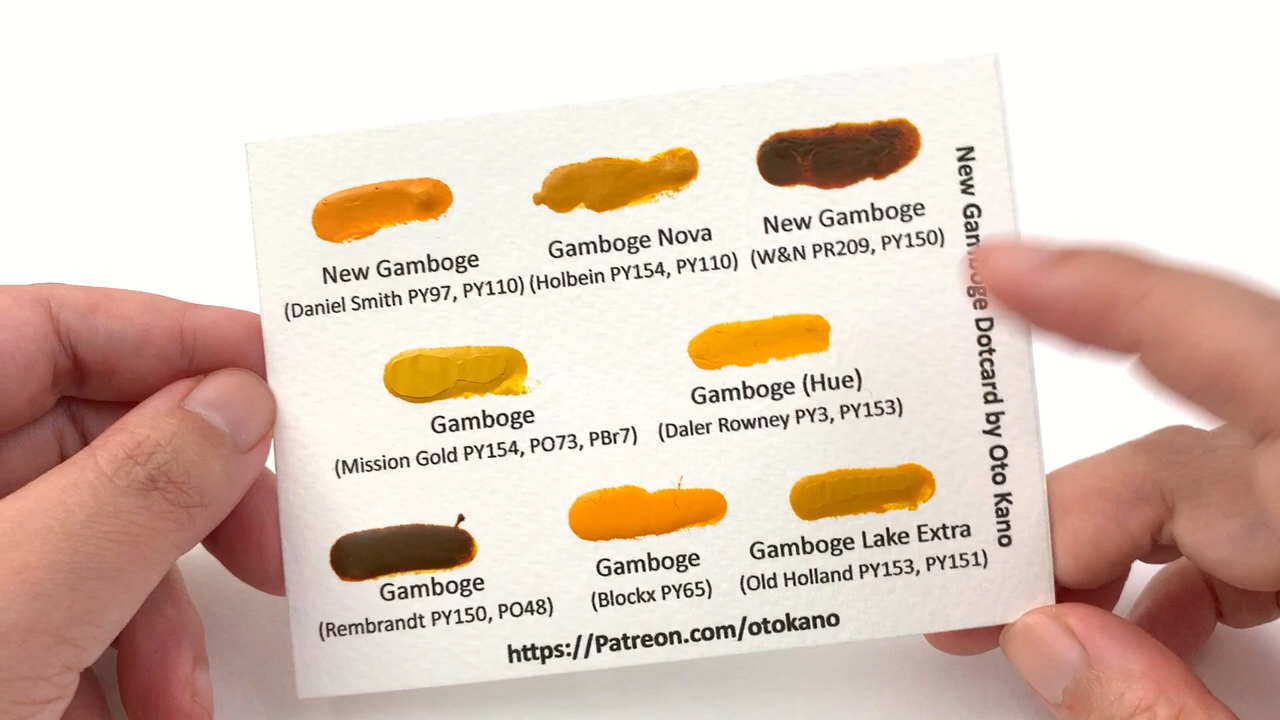 New Gamboge
(Daniel Smith PY97, PY110)
Gamboge Nova
(Holbein PY154, PY110)
New Gamboge
(W&N PR209, PY150)
Gamboge
(Mission Gold PY154, PO73, PBr7)
Gamboge (Hue)
(Daler Rowney PY3, PY153)
Gamboge
(Rembrandt PY150, PO48)
Gamboge
(Blockx PY65)
Gamboge Lake Extra
(Old Holland PY153, PY151)
https://Patreon.com/otokano
New Gamboge Dotcard by Oto Kano